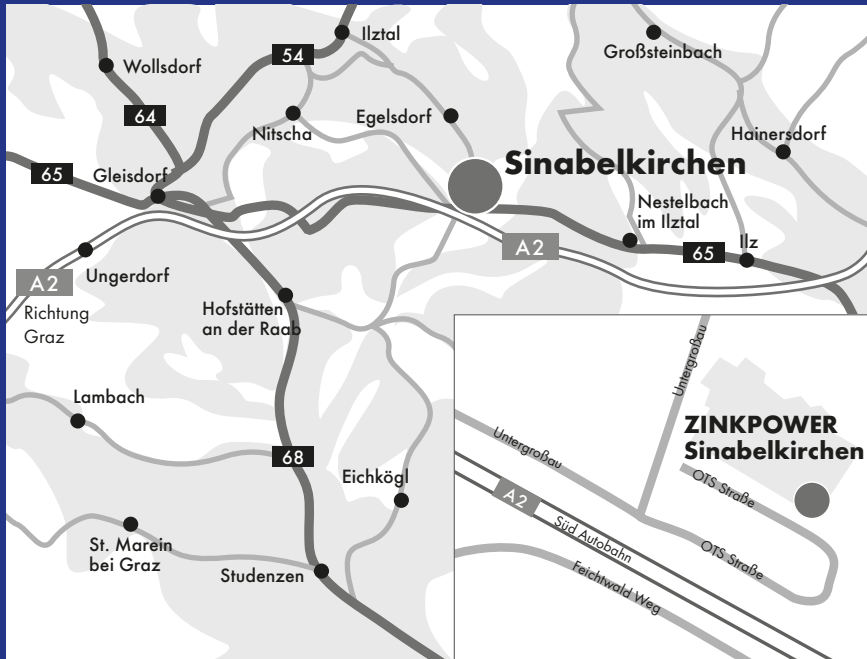 Ilztal
Großsteinbach
54
Wollsdorf
64
Nitscha
Egelsdorf
Hainersdorf
Sinabelkirchen
65
Gleisdorf
Nestelbach
im Ilztal
A2
65
Ilz
Ungerdorf
A2
Richtung
Graz
Hofstätten
an der Raab
Lambach
68
Eichkögl
St. Marein
bei Graz
Studenzen
Untergroßau
ZINKPOWER
Sinabelkirchen
Untergroßau
OTS Straße
A2
Süd Autobahn
OTS Straße
Feichtwald Weg